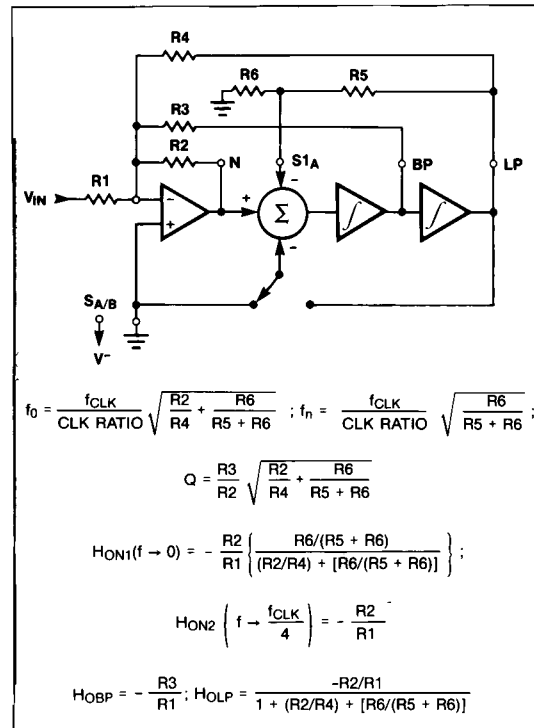 R4
R6 R5
R3
R2 N S1A BP LP
VIN R1
− −
+ + Σ ∫ ∫
−
SA/B
V−
f0 = fCLK / CLK RATIO √(R2/R4 + R6/(R5 + R6)) ; fn = fCLK / CLK RATIO √(R6/(R5 + R6)) ;
Q = R3/R2 √(R2/R4 + R6/(R5 + R6))
HON1(f → 0) = − R2/R1 { R6/(R5 + R6) / (R2/R4) + [R6/(R5 + R6)] } ;
HON2 ( f → fCLK/4 ) = − R2/R1
HOBP = − R3/R1 ; HOLP = −R2/R1 / 1 + (R2/R4) + [R6/(R5 + R6)]